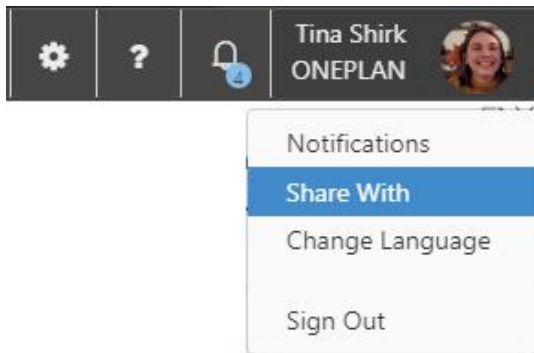 ?
4
Tina Shirk
ONEPLAN
Notifications
Share With
Change Language
Sign Out